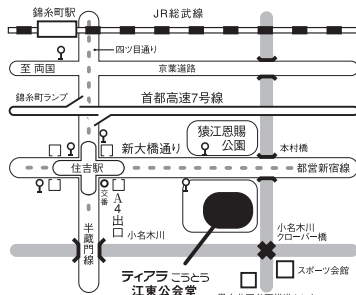 錦糸町駅
JR総武線
四ツ目通り
至 両国
京葉道路
錦糸町ランプ
首都高速7号線
新大橋通り
猿江恩賜
公園
本村橋
住吉駅
都営新宿線
交番
A4出口
半蔵門線
小名木川
小名木川
クローバー橋
スポーツ会館
ティアラこうとう
江東公会堂